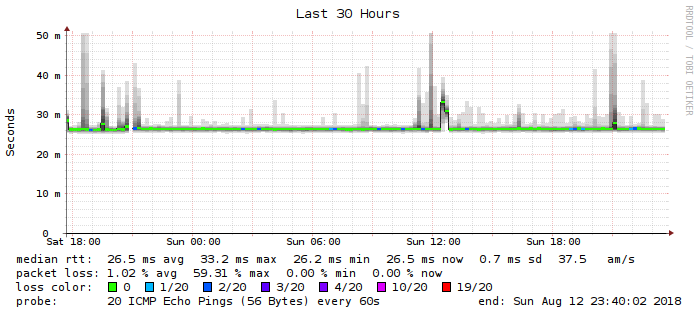 Last 30 Hours
RRDTOOL / TOBI OETIKER
Seconds
50 m
40 m
30 m
20 m
10 m
0
Sat 18:00 Sun 00:00 Sun 06:00 Sun 12:00 Sun 18:00
median rtt: 26.5 ms avg 33.2 ms max 26.2 ms min 26.5 ms now 0.7 ms sd 37.5 am/s
packet loss: 1.02 % avg 59.31 % max 0.00 % min 0.00 % now
loss color: 0 1/20 2/20 3/20 4/20 10/20 19/20
probe: 20 ICMP Echo Pings (56 Bytes) every 60s end: Sun Aug 12 23:40:02 2018